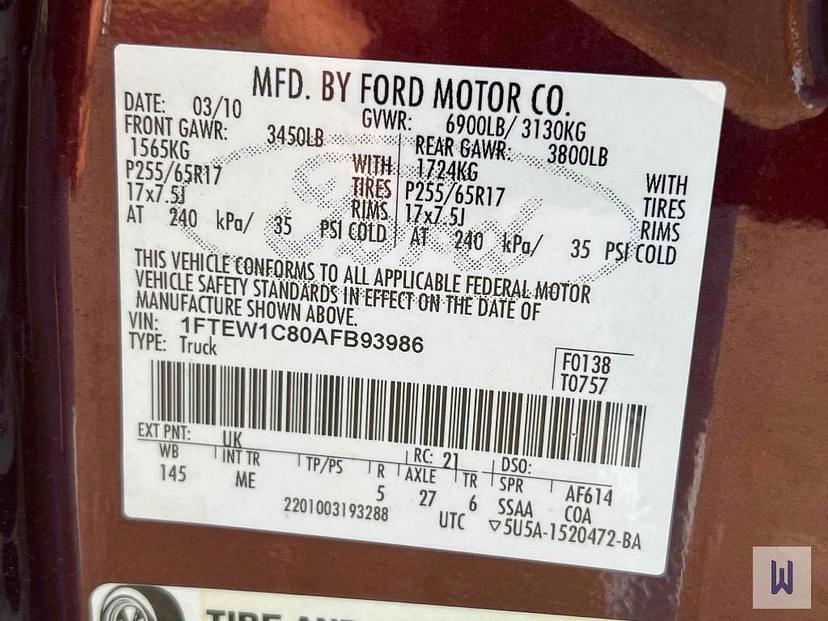 MFD. BY FORD MOTOR CO.
DATE: 03/10 GVWR: 6900LB/ 3130KG
FRONT GAWR: 3450LB REAR GAWR: 3800LB
1565KG WITH 1724KG WITH
P255/65R17 TIRES P255/65R17 TIRES
17x7.5J RIMS 17x7.5J RIMS
AT 240 kPa/ 35 PSI COLD AT 240 kPa/ 35 PSI COLD
THIS VEHICLE CONFORMS TO ALL APPLICABLE FEDERAL MOTOR
VEHICLE SAFETY STANDARDS IN EFFECT ON THE DATE OF
MANUFACTURE SHOWN ABOVE.
VIN: 1FTEW1C80AFB93986
TYPE: Truck
F0138
T0757
EXT PNT: UK RC: 21 DSO:
WB INT TR TP/PS R AXLE TR SPR AF614
145 ME 5 27 6 SSAA COA
2201003193288 UTC ▽5U5A-1520472-BA
Ford
TIRE AND
W